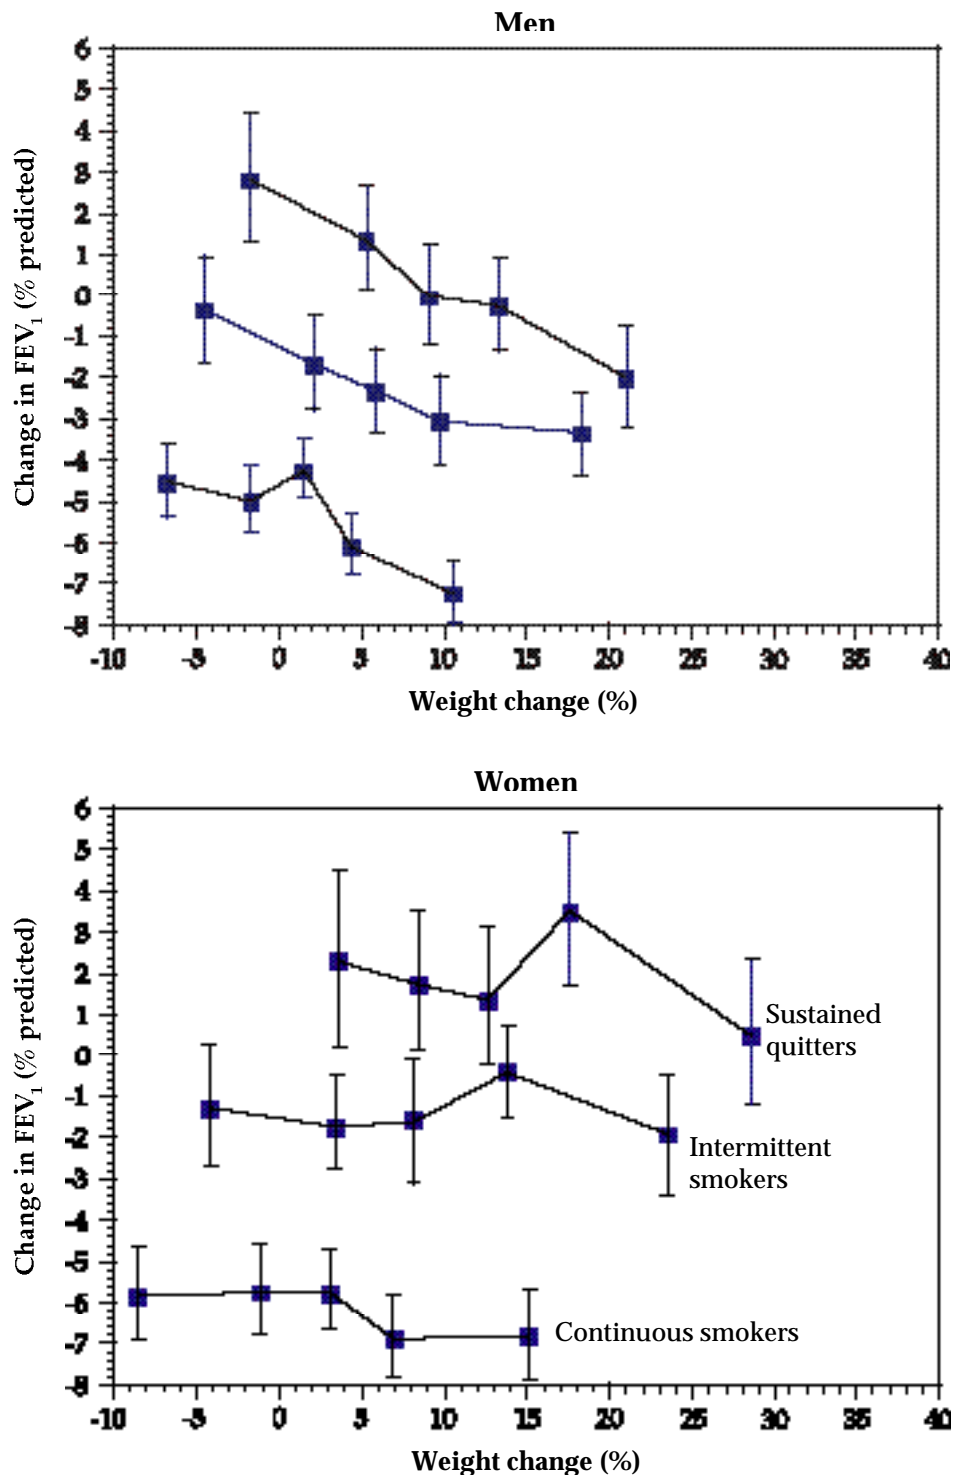 Men
Change in FEV1 (% predicted)
6
5
4
3
2
1
0
-1
-2
-3
-4
-5
-6
-7
-8
-10 -5 0 5 10 15 20 25 30 35 40
Weight change (%)
Women
Change in FEV1 (% predicted)
6
5
4
3
2
1
0
-1
-2
-3
-4
-5
-6
-7
-8
Sustained
quitters
Intermittent
smokers
Continuous smokers
-10 -5 0 5 10 15 20 25 30 35 40
Weight change (%)